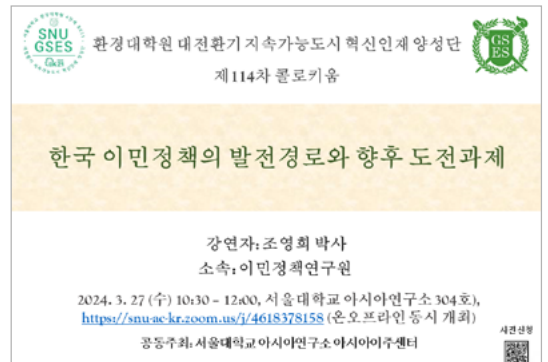 SNU
GSES
환경대학원 대전환기 지속가능도시 혁신인재 양성단
GS
ES
제114차 콜로키움
한국 이민정책의 발전경로와 향후 도전과제
강연자: 조영희 박사
소속: 이민정책연구원
2024. 3. 27 (수) 10:30 - 12:00, 서울대학교 아시아연구소 304호),
https://snu-ac-kr.zoom.us/j/4618378158 (온오프라인 동시 개최)
사전신청
공동주최: 서울대학교 아시아연구소 아시아이주센터